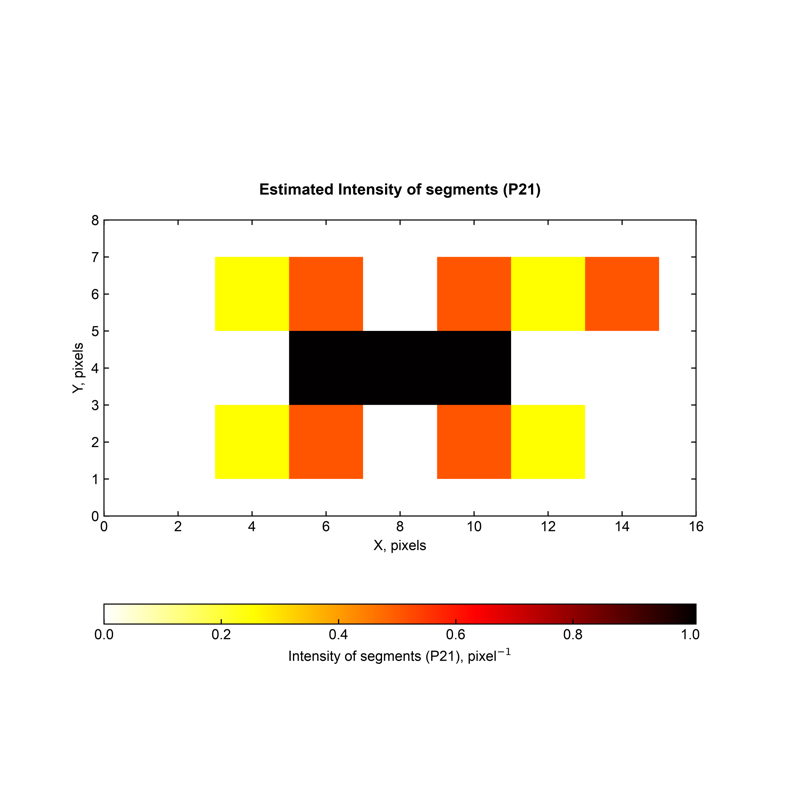 Estimated Intensity of segments (P21)
8
7
6
5
4
3
2
1
0
Y, pixels
0 2 4 6 8 10 12 14 16
X, pixels
0.0 0.2 0.4 0.6 0.8 1.0
Intensity of segments (P21), pixel⁻¹